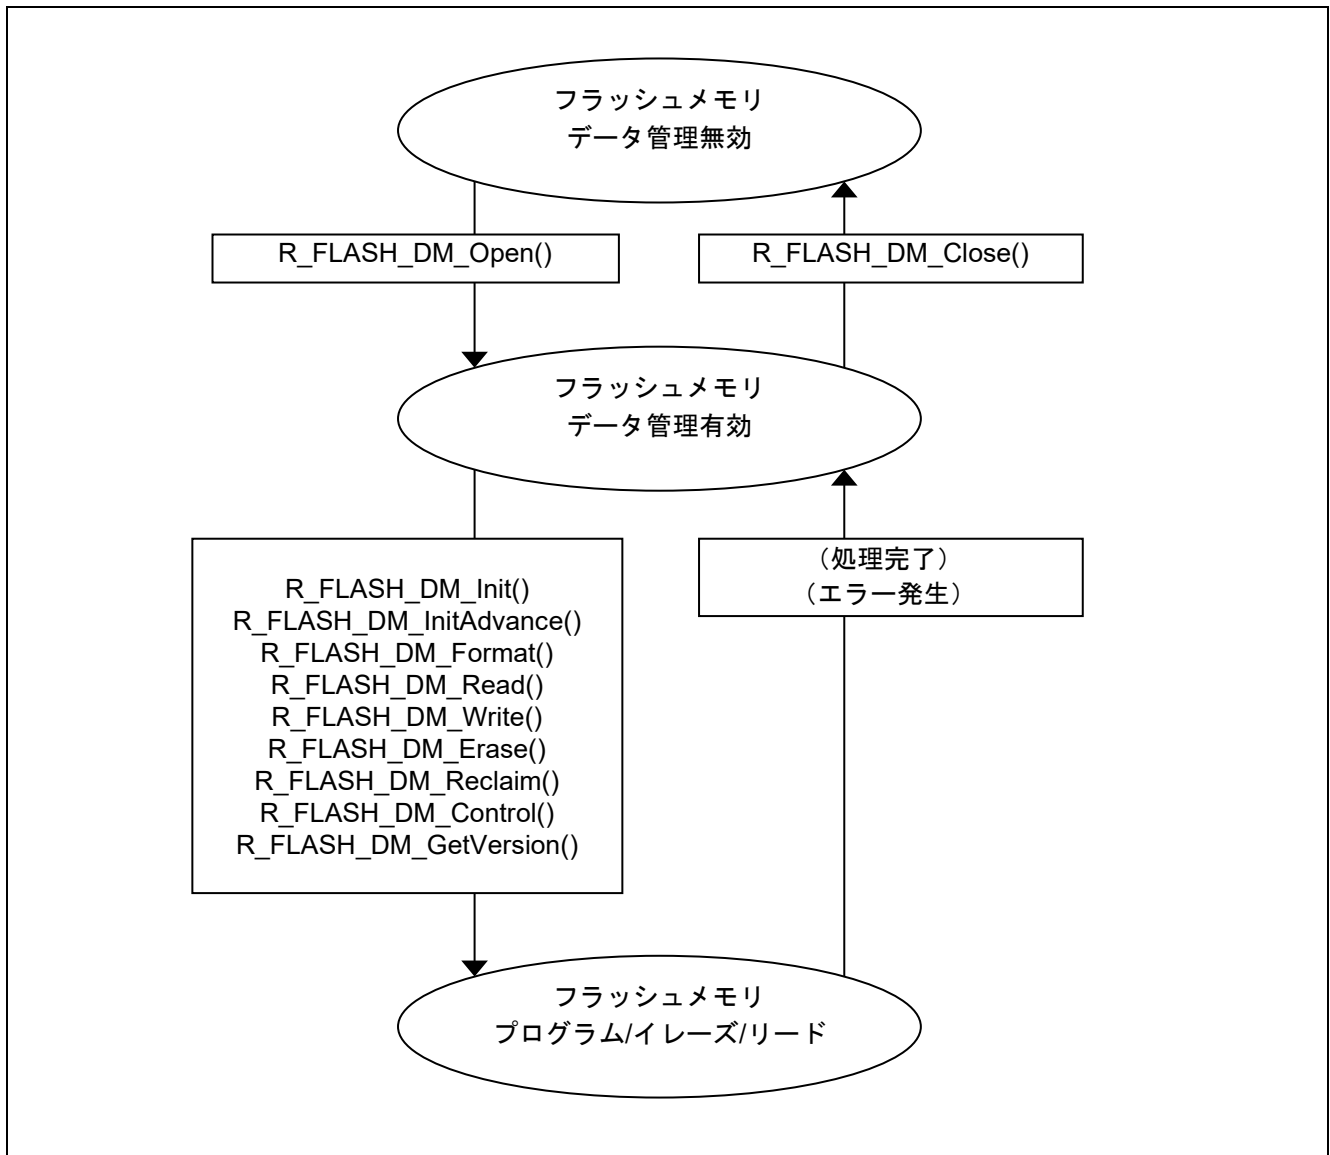 フラッシュメモリ
データ管理無効
R_FLASH_DM_Open()
R_FLASH_DM_Close()
フラッシュメモリ
データ管理有効
R_FLASH_DM_Init()
R_FLASH_DM_InitAdvance()
R_FLASH_DM_Format()
R_FLASH_DM_Read()
R_FLASH_DM_Write()
R_FLASH_DM_Erase()
R_FLASH_DM_Reclaim()
R_FLASH_DM_Control()
R_FLASH_DM_GetVersion()
（処理完了）
（エラー発生）
フラッシュメモリ
プログラム/イレーズ/リード